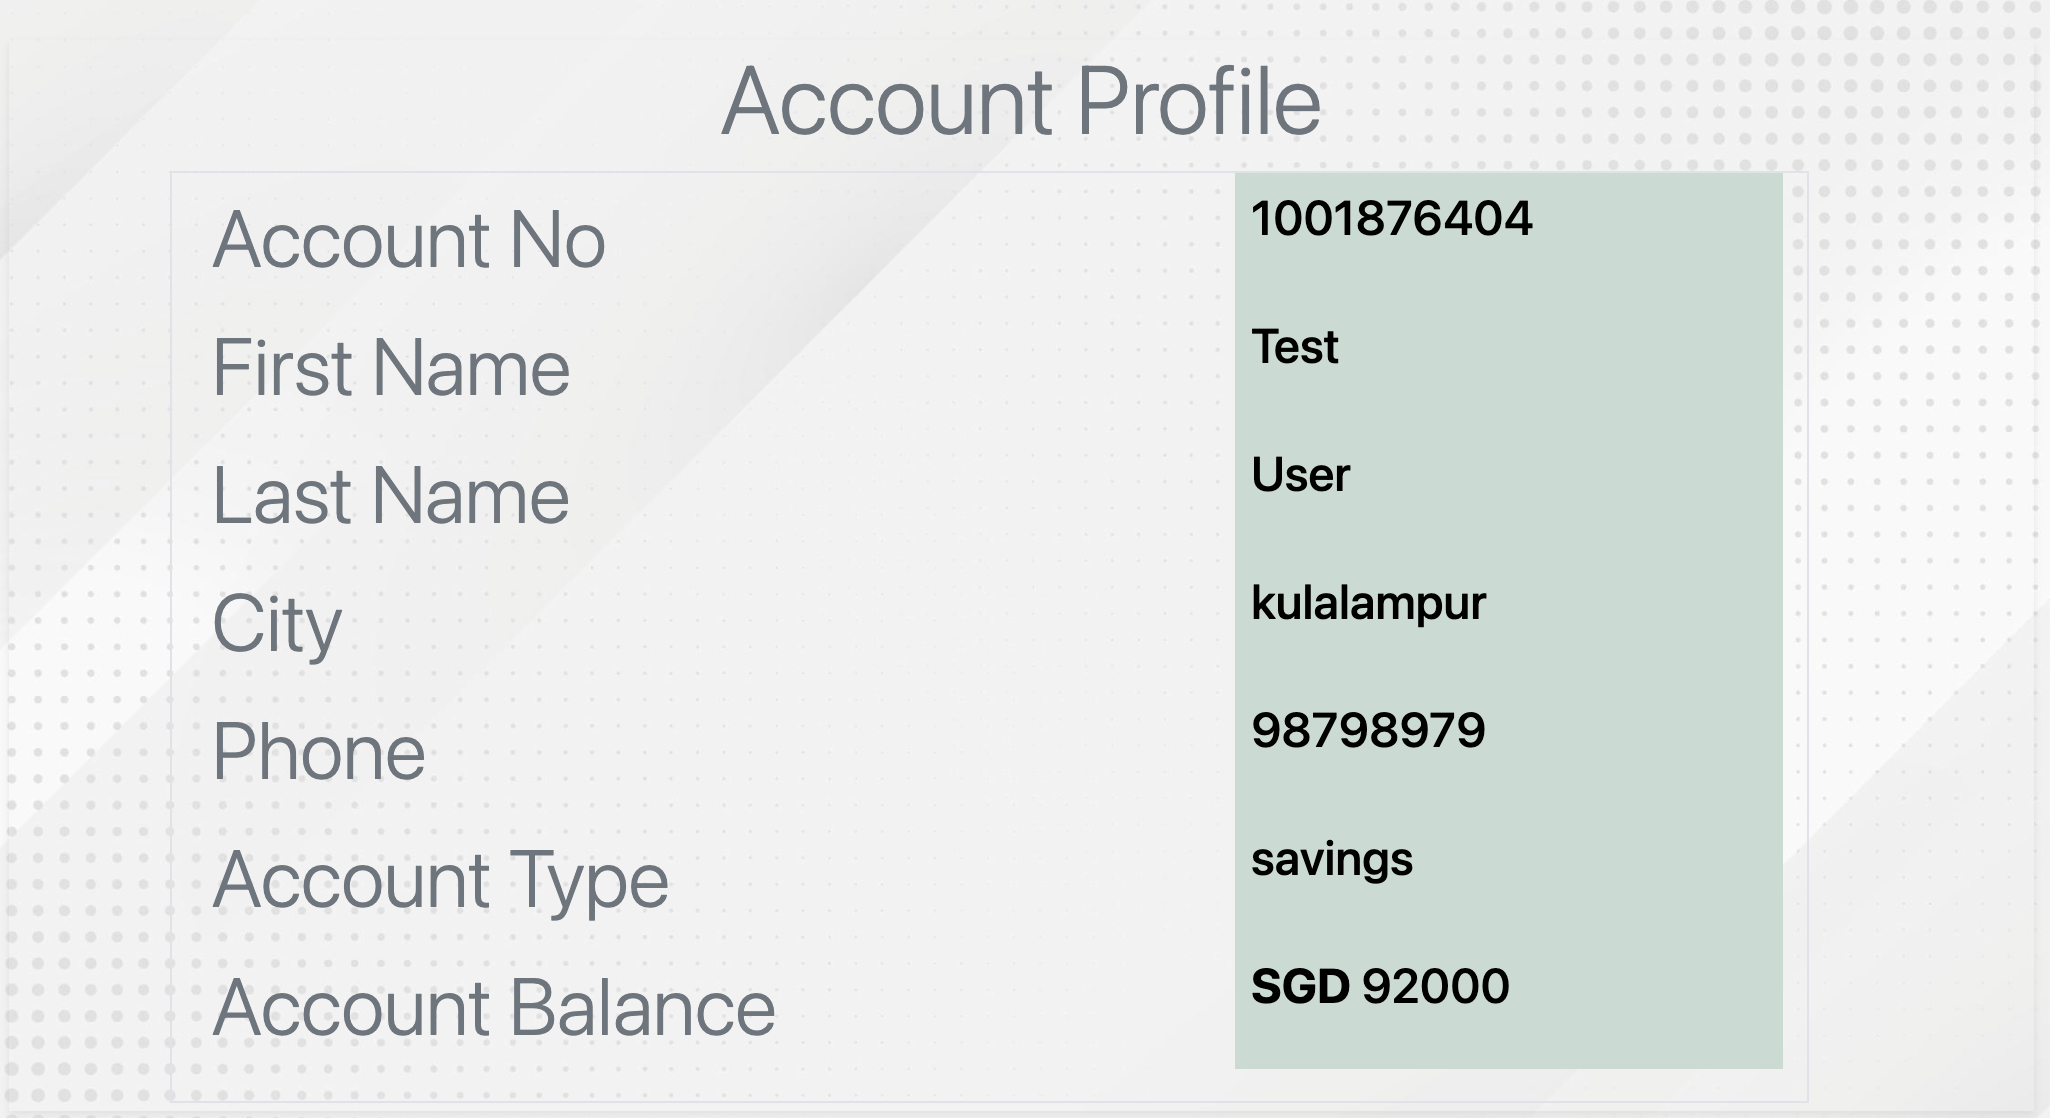 Account Profile
Account No 1001876404
First Name Test
Last Name User
City kulalampur
Phone 98798979
Account Type savings
Account Balance SGD 92000